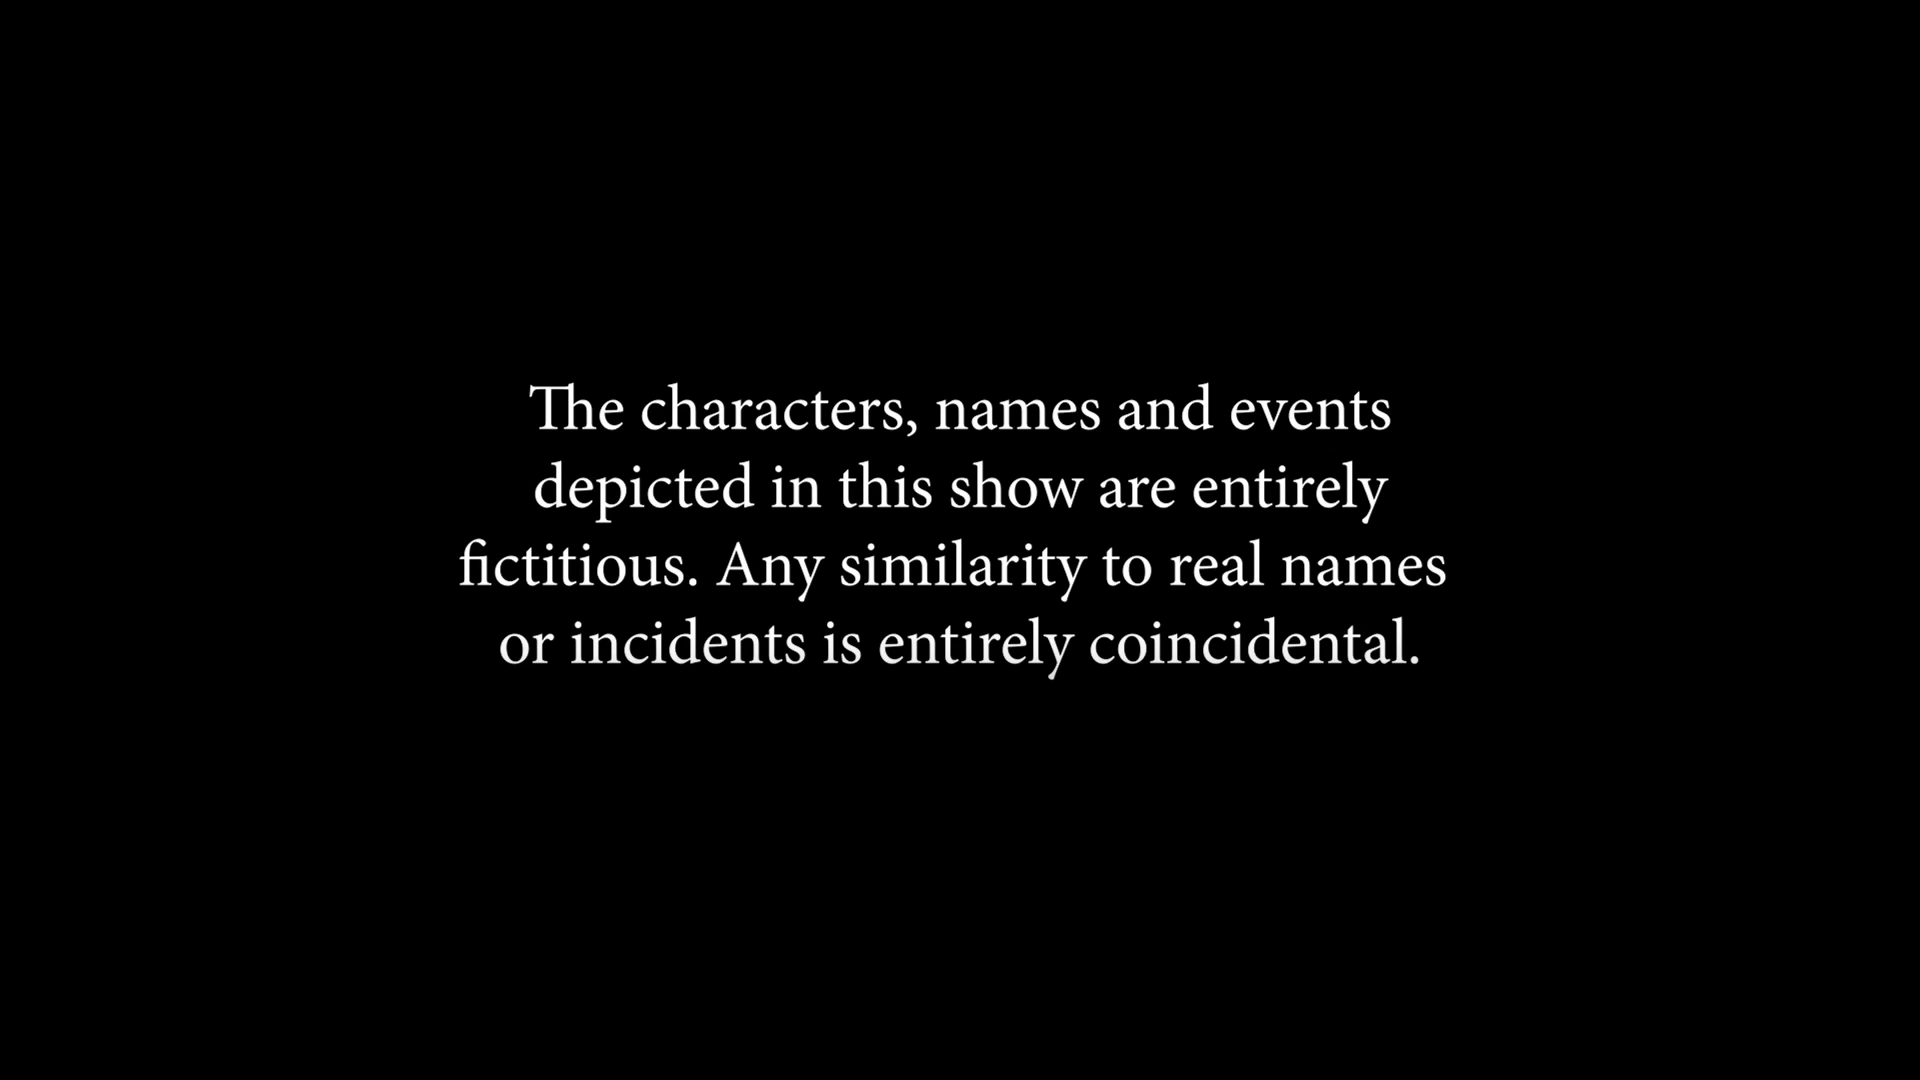 The characters, names and events
depicted in this show are entirely
fictitious. Any similarity to real names
or incidents is entirely coincidental.